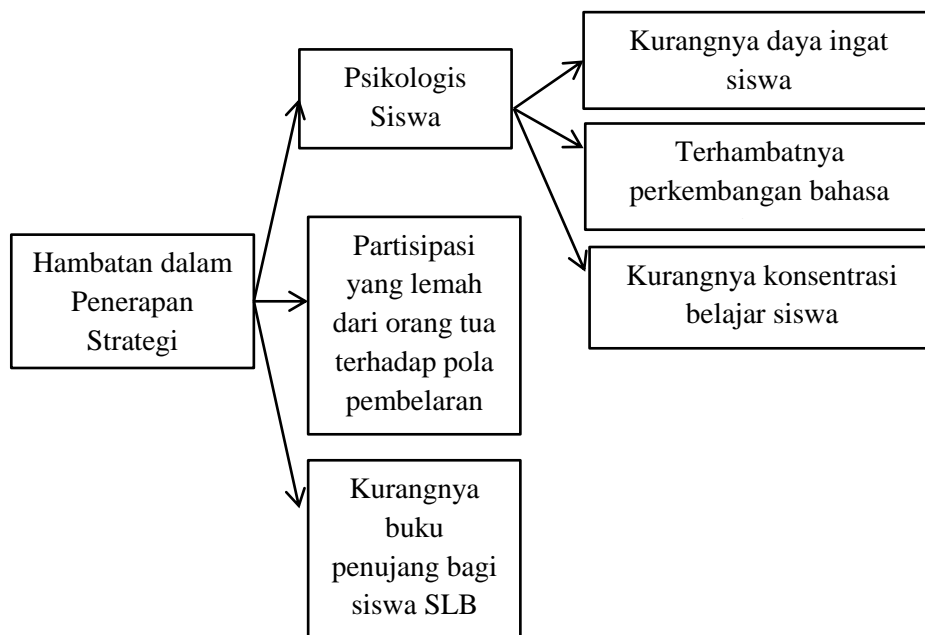 Hambatan dalam
Penerapan
Strategi
Psikologis
Siswa
Partisipasi
yang lemah
dari orang tua
terhadap pola
pembelaran
Kurangnya
buku
penujang bagi
siswa SLB
Kurangnya daya ingat
siswa
Terhambatnya
perkembangan bahasa
Kurangnya konsentrasi
belajar siswa